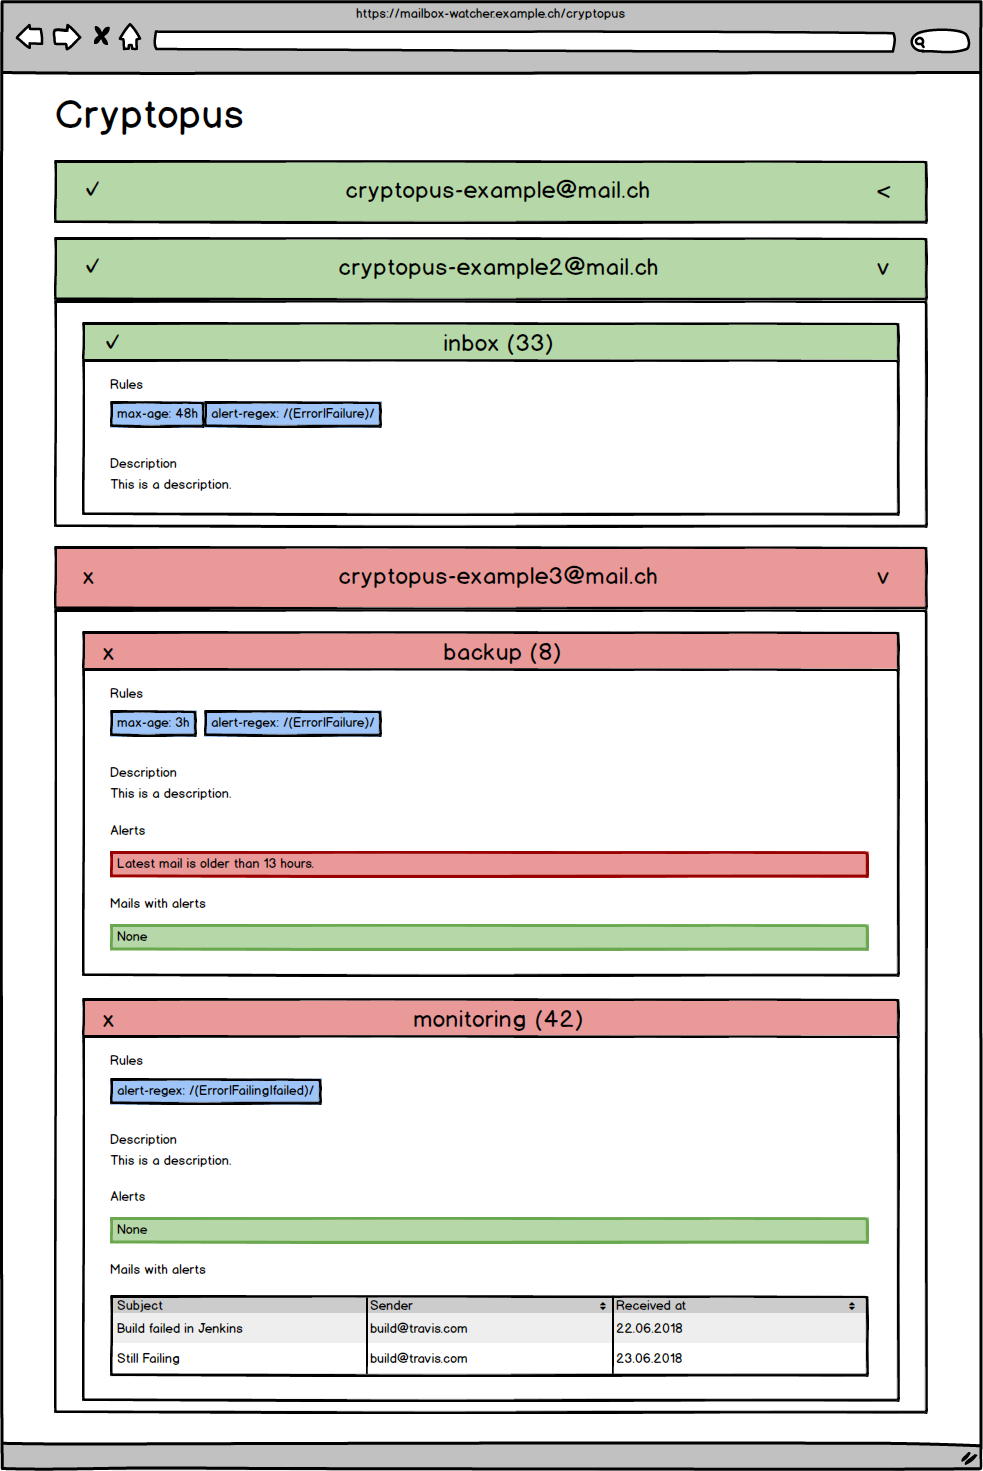 https://mailbox-watcher.example.ch/cryptopus
Cryptopus
✓ cryptopus-example@mail.ch <
✓ cryptopus-example2@mail.ch v
✓ inbox (33)
Rules
max-age: 48h alert-regex: /(Error|Failure)/
Description
This is a description.
x cryptopus-example3@mail.ch v
x backup (8)
Rules
max-age: 3h alert-regex: /(Error|Failure)/
Description
This is a description.
Alerts
Latest mail is older than 13 hours.
Mails with alerts
None
x monitoring (42)
Rules
alert-regex: /(Error|Failing|failed)/
Description
This is a description.
Alerts
None
Mails with alerts
Subject Sender Received at
Build failed in Jenkins build@travis.com 22.06.2018
Still Failing build@travis.com 23.06.2018